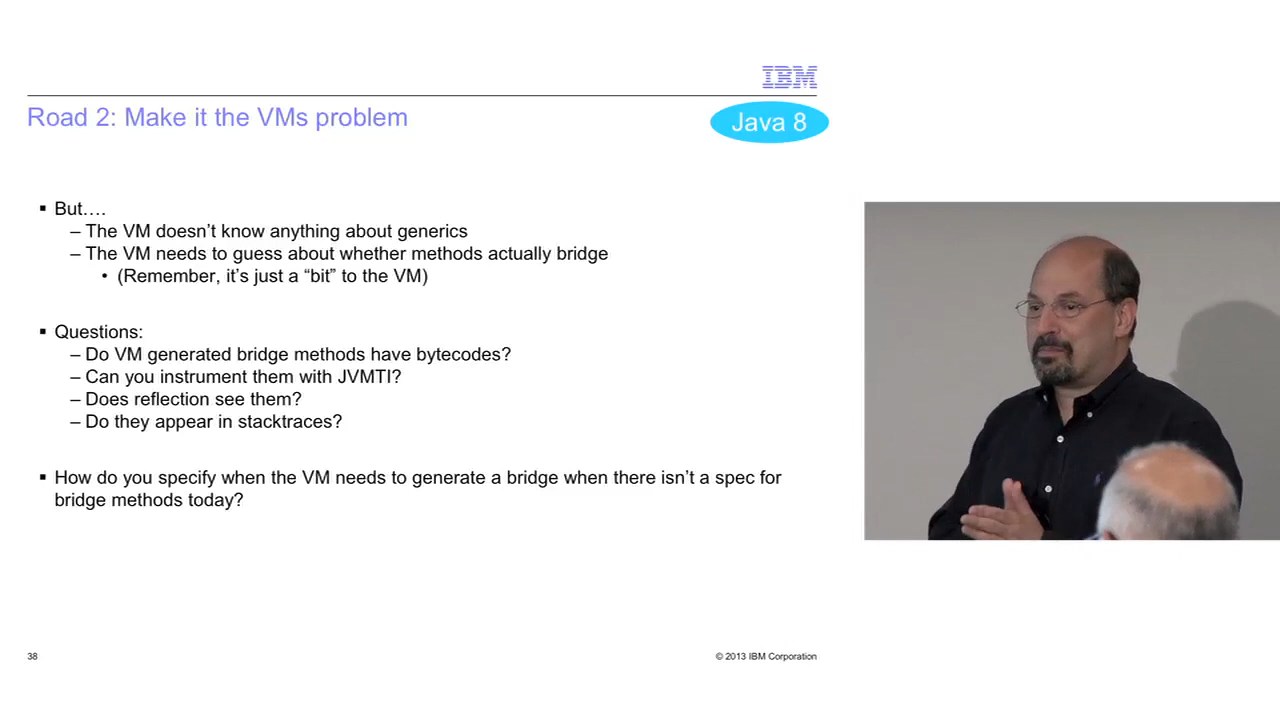 IBM
Road 2: Make it the VMs problem
Java 8
▪ But….
– The VM doesn’t know anything about generics
– The VM needs to guess about whether methods actually bridge
• (Remember, it’s just a “bit” to the VM)
▪ Questions:
– Do VM generated bridge methods have bytecodes?
– Can you instrument them with JVMTI?
– Does reflection see them?
– Do they appear in stacktraces?
▪ How do you specify when the VM needs to generate a bridge when there isn’t a spec for
bridge methods today?
38
© 2013 IBM Corporation